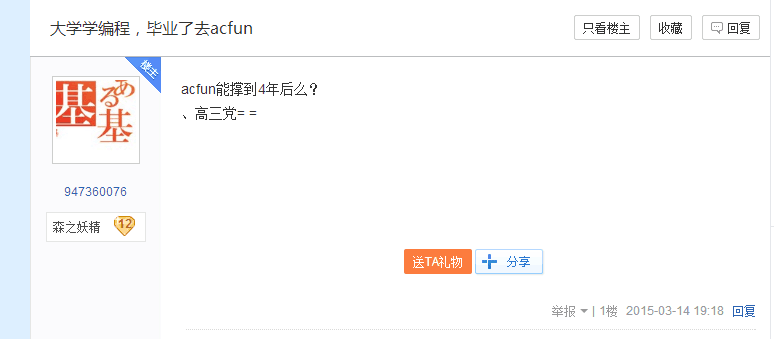 大学学编程，毕业了去acfun
只看楼主
收藏
回复
楼主
基
ある
基
947360076
森之妖精 12
acfun能撑到4年后么？
、高三党= =
送TA礼物
分享
举报 | 1楼 2015-03-14 19:18 回复